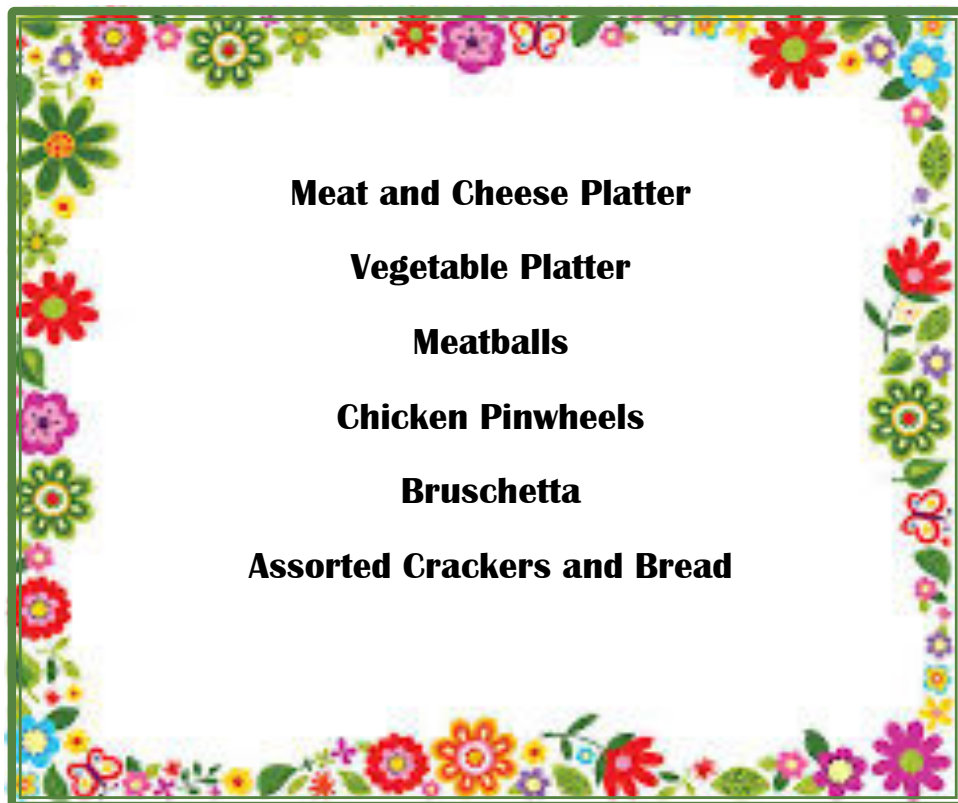 Meat and Cheese Platter
Vegetable Platter
Meatballs
Chicken Pinwheels
Bruschetta
Assorted Crackers and Bread